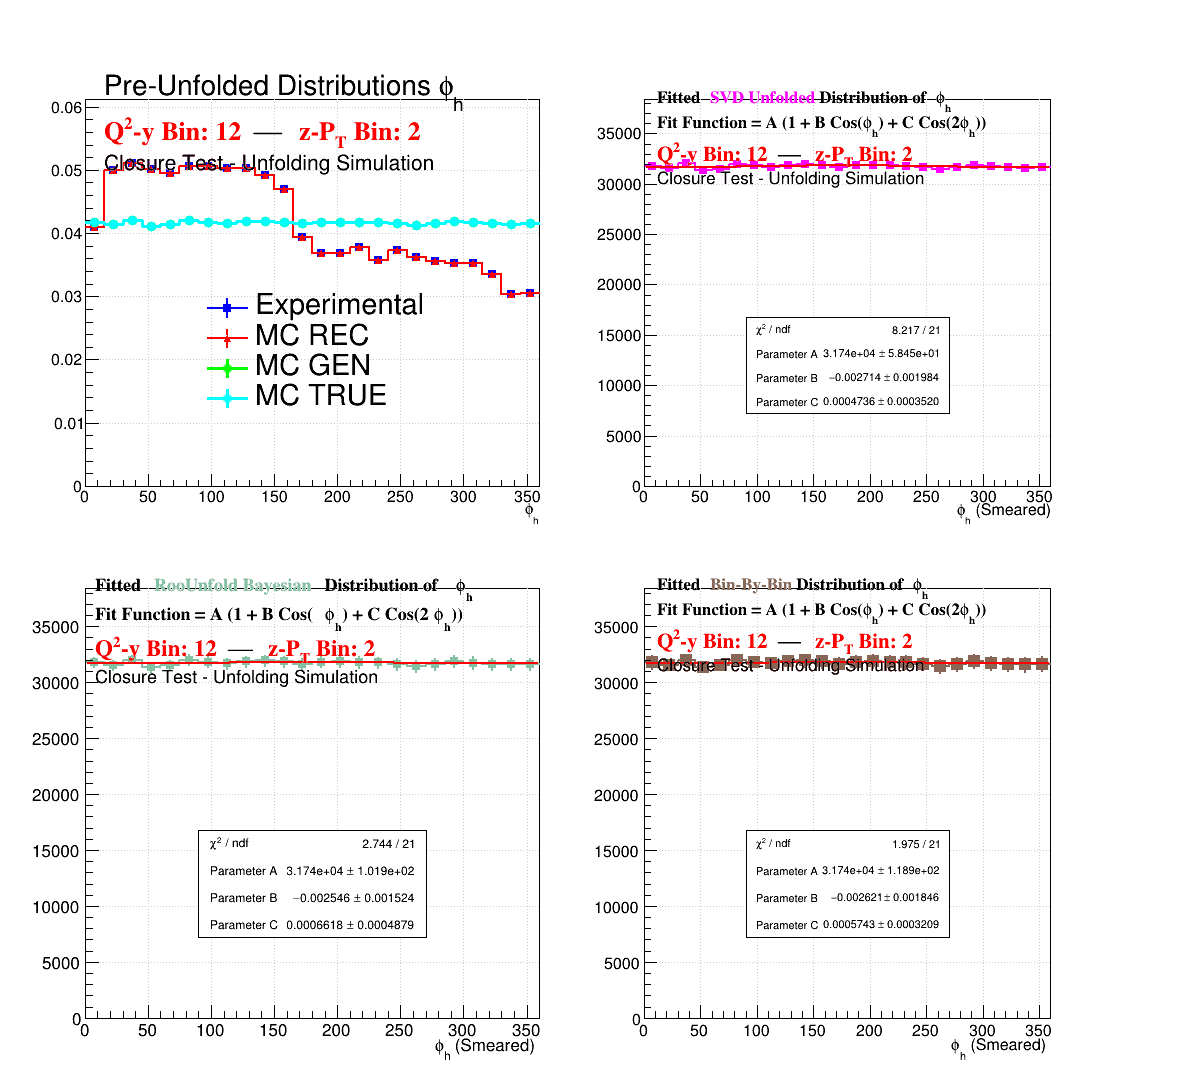 Pre-Unfolded Distributions ϕh
Q2-y Bin: 12 — z-PT Bin: 2
Closure Test - Unfolding Simulation
0.06
0.05
0.04
0.03
0.02
0.01
0
Experimental
MC REC
MC GEN
MC TRUE
0 50 100 150 200 250 300 350
ϕh
Fitted SVD Unfolded Distribution of ϕh
Fit Function = A (1 + B Cos(ϕh) + C Cos(2ϕh))
Q2-y Bin: 12 — z-PT Bin: 2
Closure Test - Unfolding Simulation
35000
30000
25000
20000
15000
10000
5000
0
χ2 / ndf 8.217 / 21
Parameter A 3.174e+04 ± 5.845e+01
Parameter B −0.002714 ± 0.001984
Parameter C 0.0004736 ± 0.0003520
0 50 100 150 200 250 300 350
ϕh (Smeared)
Fitted RooUnfold Bayesian Distribution of ϕh
Fit Function = A (1 + B Cos( ϕh) + C Cos(2 ϕh))
Q2-y Bin: 12 — z-PT Bin: 2
Closure Test - Unfolding Simulation
35000
30000
25000
20000
15000
10000
5000
0
χ2 / ndf 2.744 / 21
Parameter A 3.174e+04 ± 1.019e+02
Parameter B −0.002546 ± 0.001524
Parameter C 0.0006618 ± 0.0004879
0 50 100 150 200 250 300 350
ϕh (Smeared)
Fitted Bin-By-Bin Distribution of ϕh
Fit Function = A (1 + B Cos(ϕh) + C Cos(2ϕh))
Q2-y Bin: 12 — z-PT Bin: 2
Closure Test - Unfolding Simulation
35000
30000
25000
20000
15000
10000
5000
0
χ2 / ndf 1.975 / 21
Parameter A 3.174e+04 ± 1.189e+02
Parameter B −0.002621 ± 0.001846
Parameter C 0.0005743 ± 0.0003209
0 50 100 150 200 250 300 350
ϕh (Smeared)